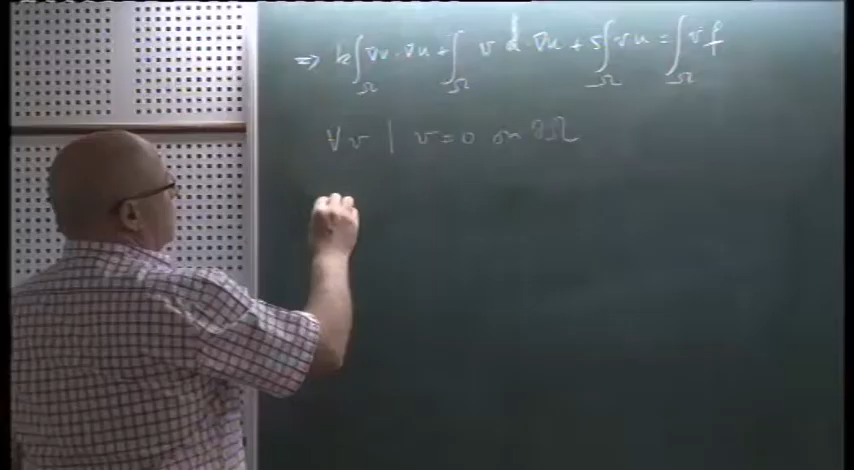 ⇒ k∫_Ω ∇v · ∇u + ∫_Ω v a · ∇u + s∫_Ω v u = ∫_Ω v f
∀ v | v = 0 on ∂Ω